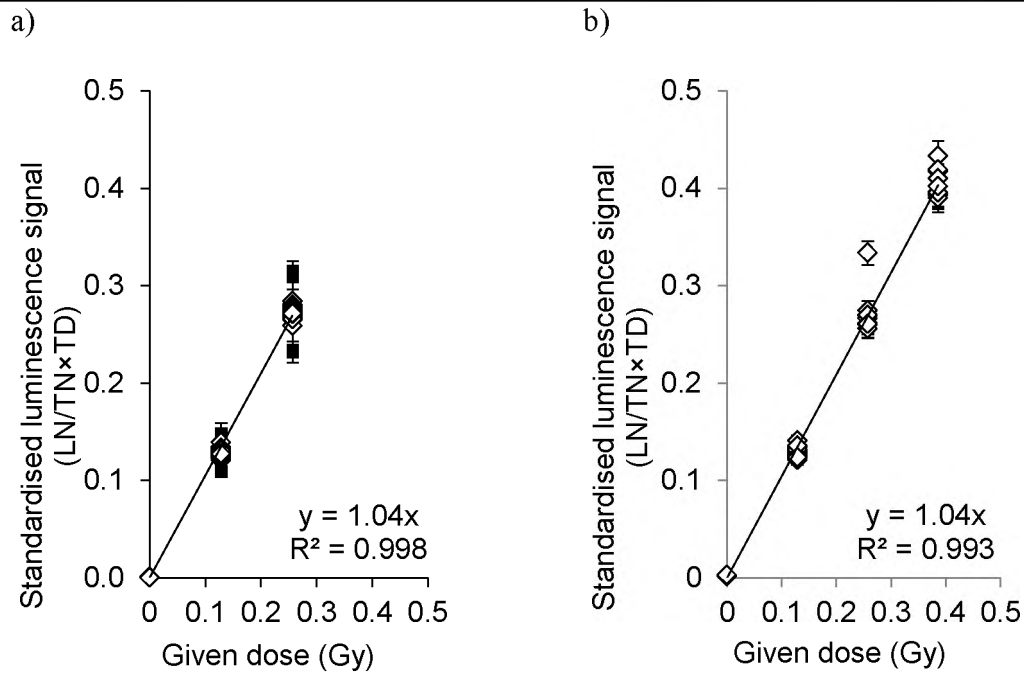 a)
0.5
0.4
0.3
0.2
0.1
0.0
Standardised luminescence signal
(LN/TN×TD)
y = 1.04x
R² = 0.998
0 0.1 0.2 0.3 0.4 0.5
Given dose (Gy)
b)
0.5
0.4
0.3
0.2
0.1
0
Standardised luminescence signal
(LN/TN×TD)
y = 1.04x
R² = 0.993
0 0.1 0.2 0.3 0.4 0.5
Given dose (Gy)